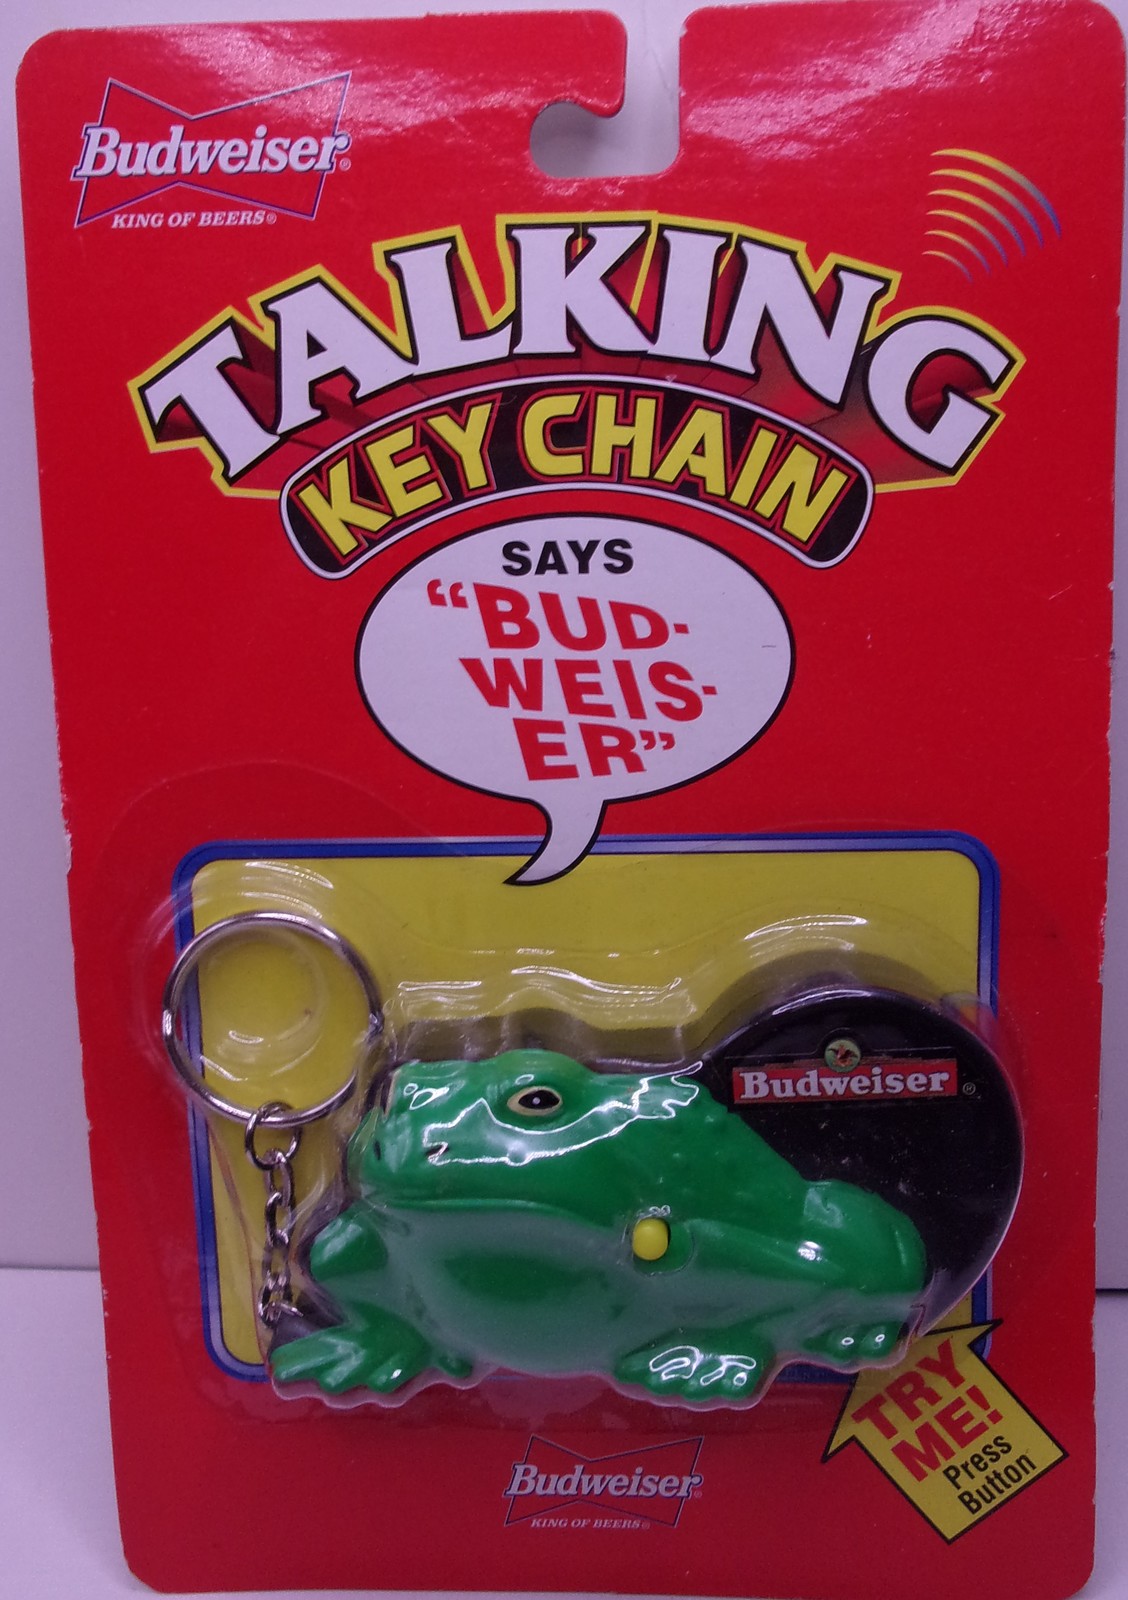 Budweiser®
KING OF BEERS®
TALKING
KEY CHAIN
SAYS
"BUD-
WEIS-
ER"
Budweiser®
TRY
ME!
Press
Button
Budweiser®
KING OF BEERS®